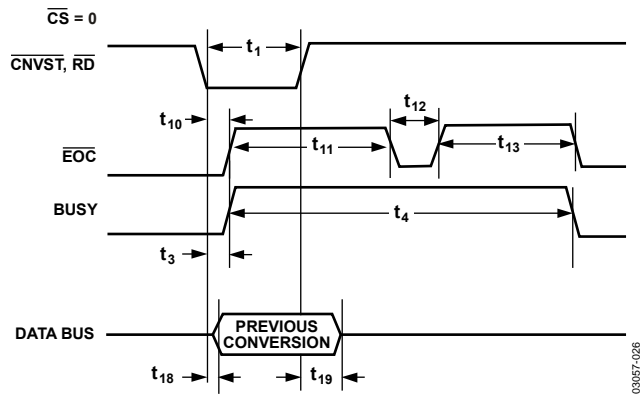 CS = 0
t1
CNVST, RD
t10
t12
EOC
t11
t13
BUSY
t4
t3
DATA BUS
PREVIOUS
CONVERSION
t18
t19
03057-026